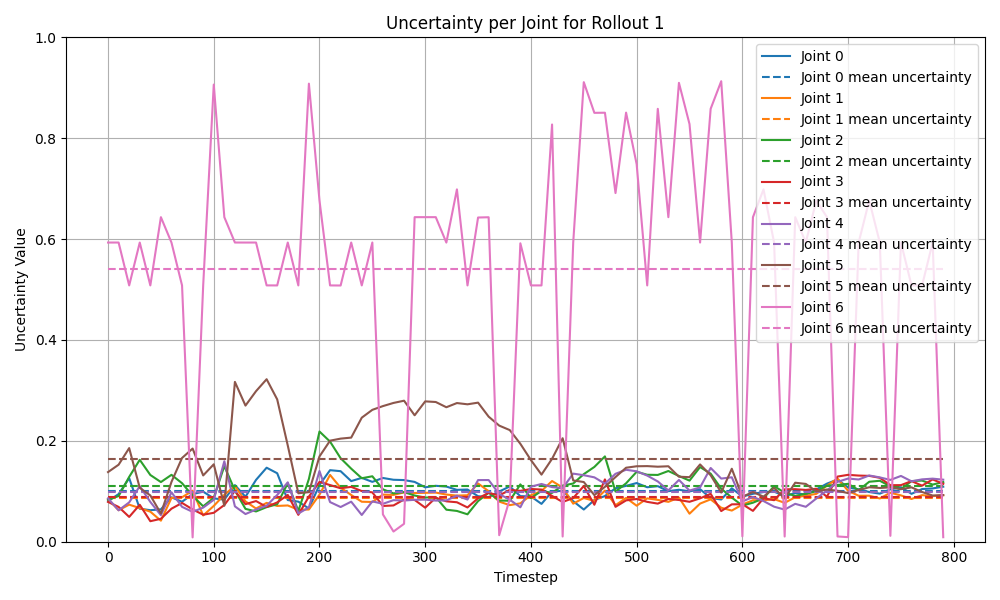 Uncertainty per Joint for Rollout 1
Uncertainty Value
1.0
0.8
0.6
0.4
0.2
0.0
Joint 0
Joint 0 mean uncertainty
Joint 1
Joint 1 mean uncertainty
Joint 2
Joint 2 mean uncertainty
Joint 3
Joint 3 mean uncertainty
Joint 4
Joint 4 mean uncertainty
Joint 5
Joint 5 mean uncertainty
Joint 6
Joint 6 mean uncertainty
0 100 200 300 400 500 600 700 800
Timestep